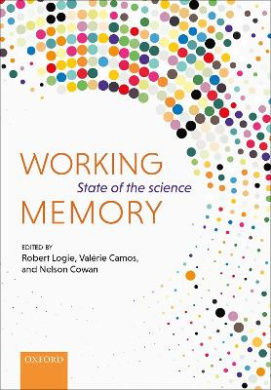 WORKING
State of the science
MEMORY
EDITED BY
Robert Logie, Valérie Camos,
and Nelson Cowan
OXFORD